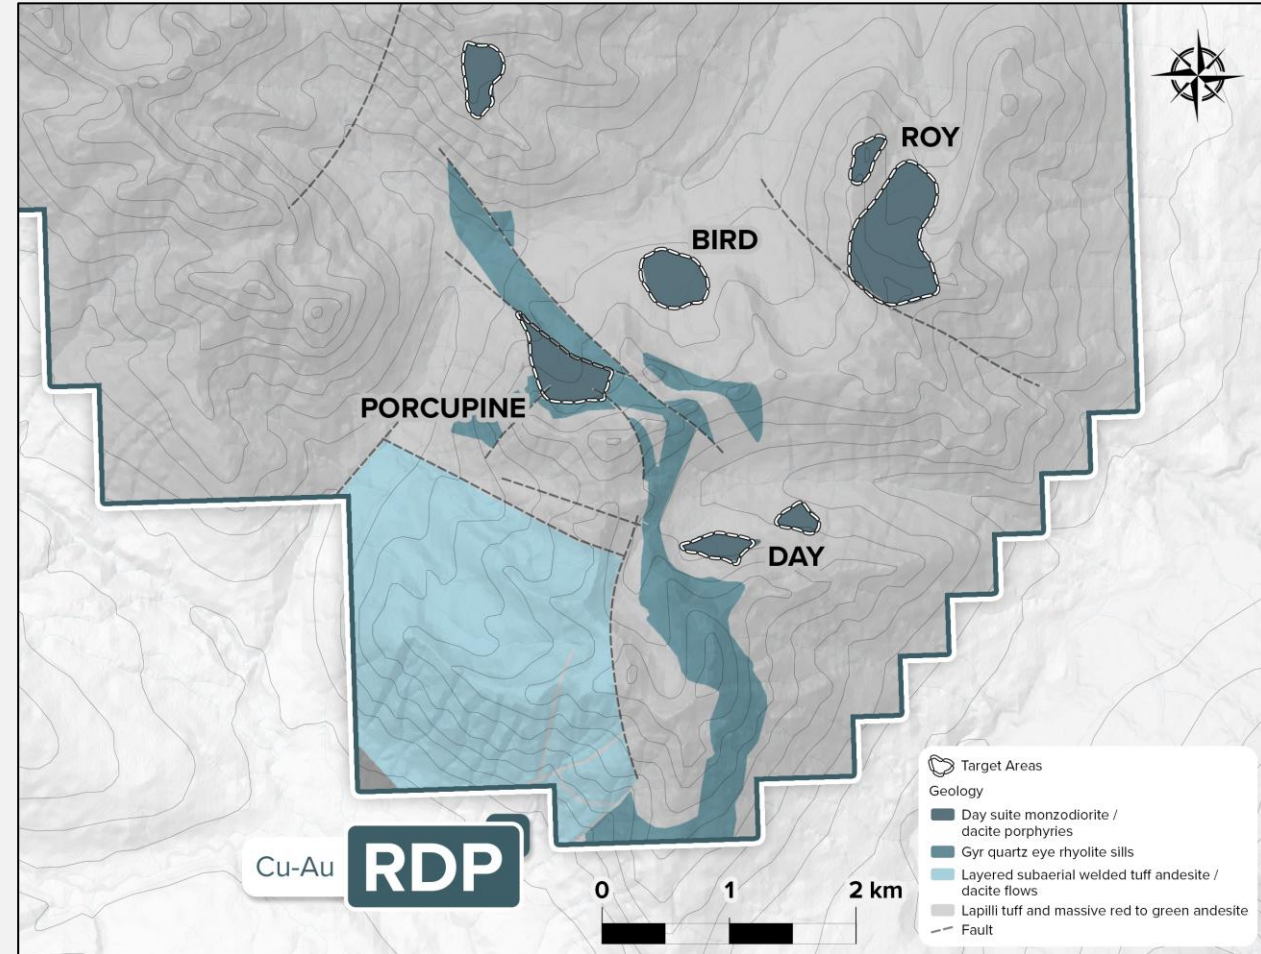 ROY
BIRD
PORCUPINE
DAY
Cu-Au
RDP
0 1 2 km
Target Areas
Geology
Day suite monzodiorite /
dacite porphyries
Gyr quartz eye rhyolite sills
Layered subaerial welded tuff andesite /
dacite flows
Lapilli tuff and massive red to green andesite
Fault